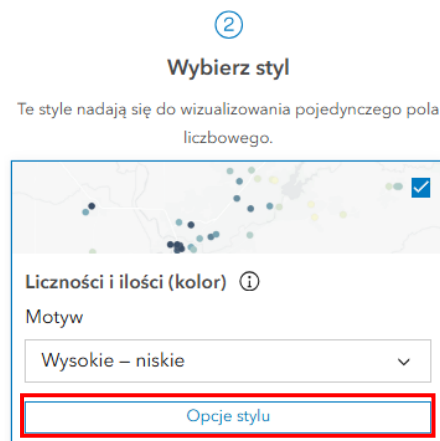 2
Wybierz styl
Te style nadają się do wizualizowania pojedynczego pola
liczbowego.
Liczności i ilości (kolor)
Motyw
Wysokie – niskie
Opcje stylu